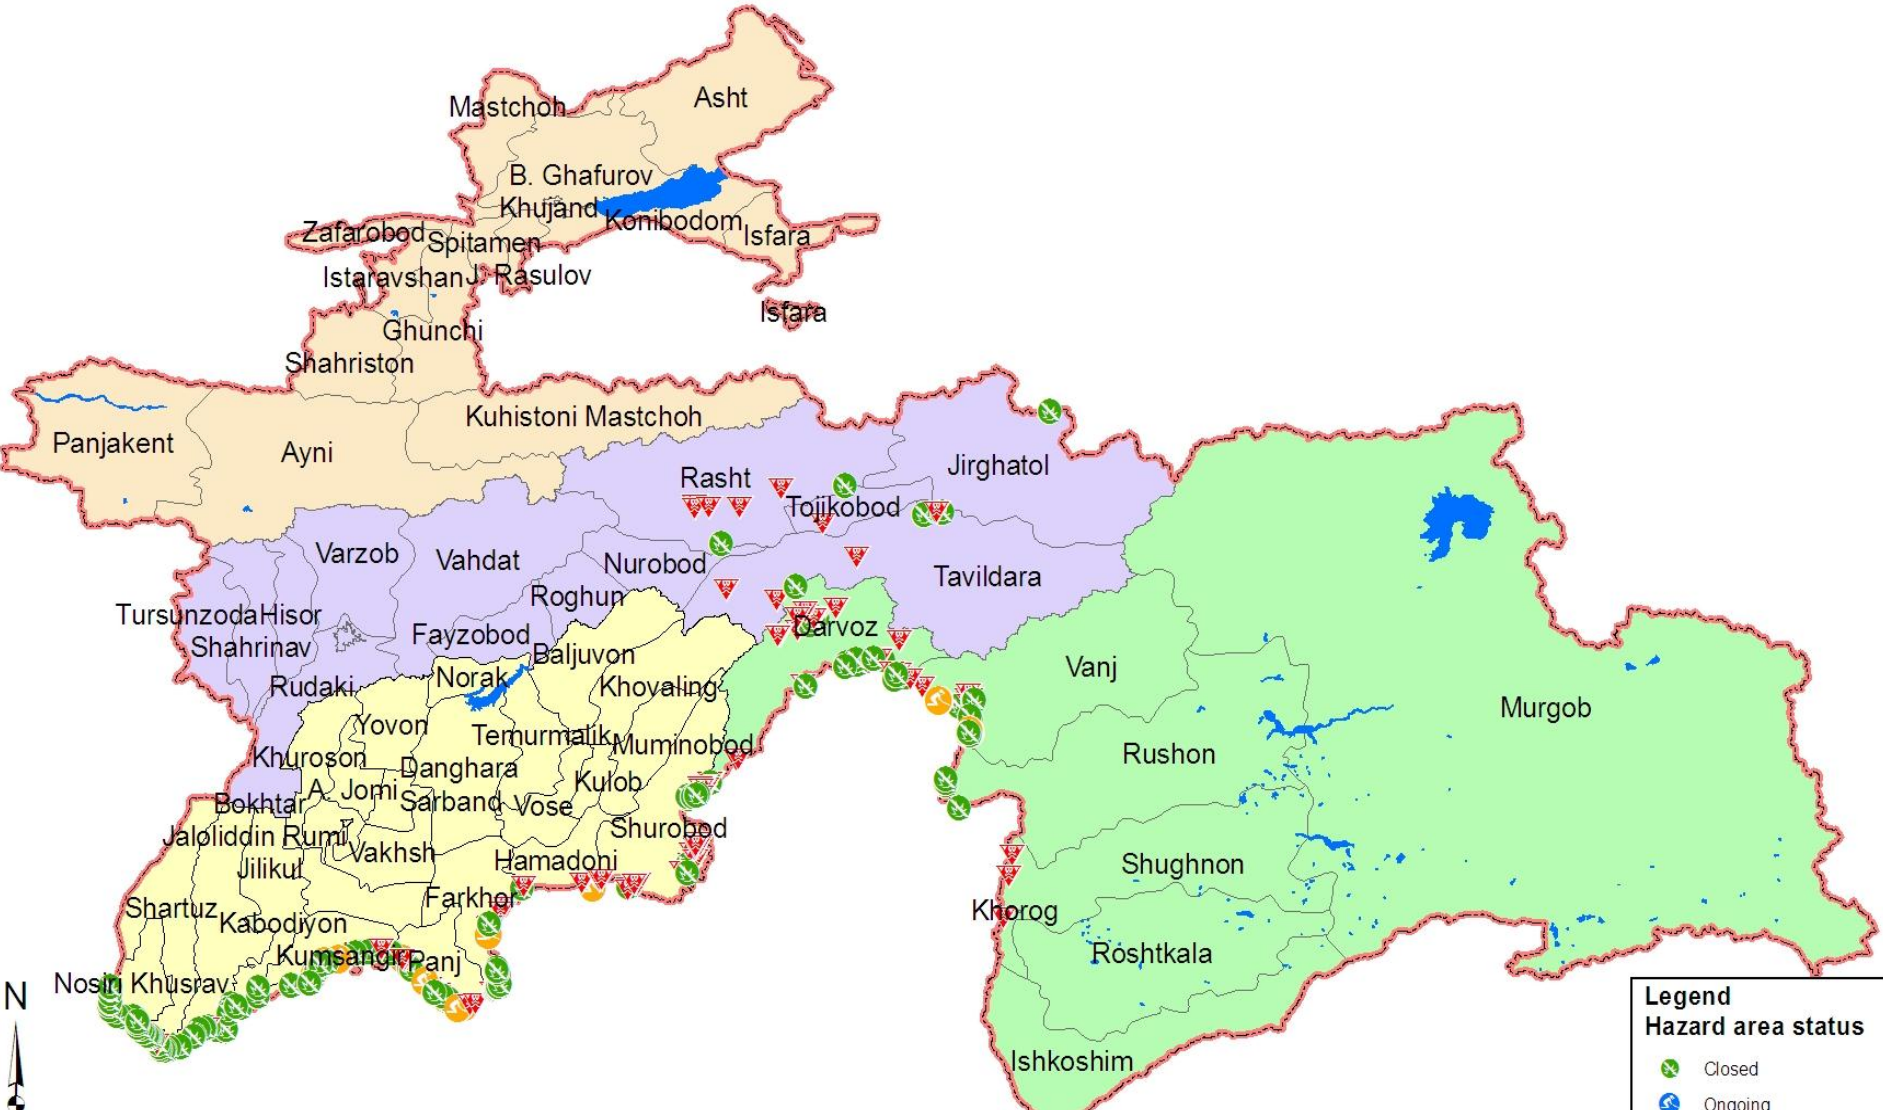 Asht
Mastchoh
B. Ghafurov
Khujand
Konibodom
Zafarobod
Spitamen
Isfara
Istaravshan
J. Rasulov
Isfara
Ghunchi
Shahriston
Kuhistoni Mastchoh
Panjakent
Ayni
Jirghatol
Rasht
Tojikobod
Varzob
Vahdat
Nurobod
Tavildara
Roghun
Tursunzoda
Hisor
Darvoz
Fayzobod
Shahrinav
Baljuvon
Vanj
Norak
Rudaki
Khovaling
Murgob
Yovon
Temurmalik
Muminobod
Rushon
Khuroson
Danghara
Kulob
A. Jomi
Bokhtar
Sarband
Vose
Shurobod
Jaloliddin Rumi
Vakhsh
Hamadoni
Shughnon
Jilikul
Farkhor
Shartuz
Khorog
Kabodiyon
Roshtkala
Kumsangir
Panj
Nosiri Khusrav
N
Legend
Hazard area status
Ishkoshim
Closed
Ongoing